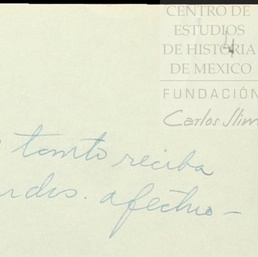 CENTRO DE
ESTUDIOS
DE HISTORIA
DE MEXICO
FUNDACIÓN
Carlos Slim
tanto reciba
afectuo-